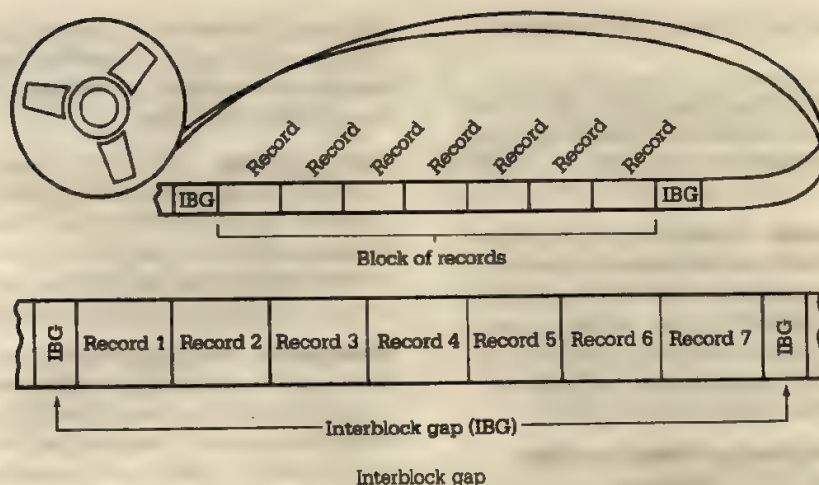 Record Record Record Record Record Record Record
IBG IBG
Block of records
IBG Record 1 Record 2 Record 3 Record 4 Record 5 Record 6 Record 7 IBG
Interblock gap (IBG)
Interblock gap